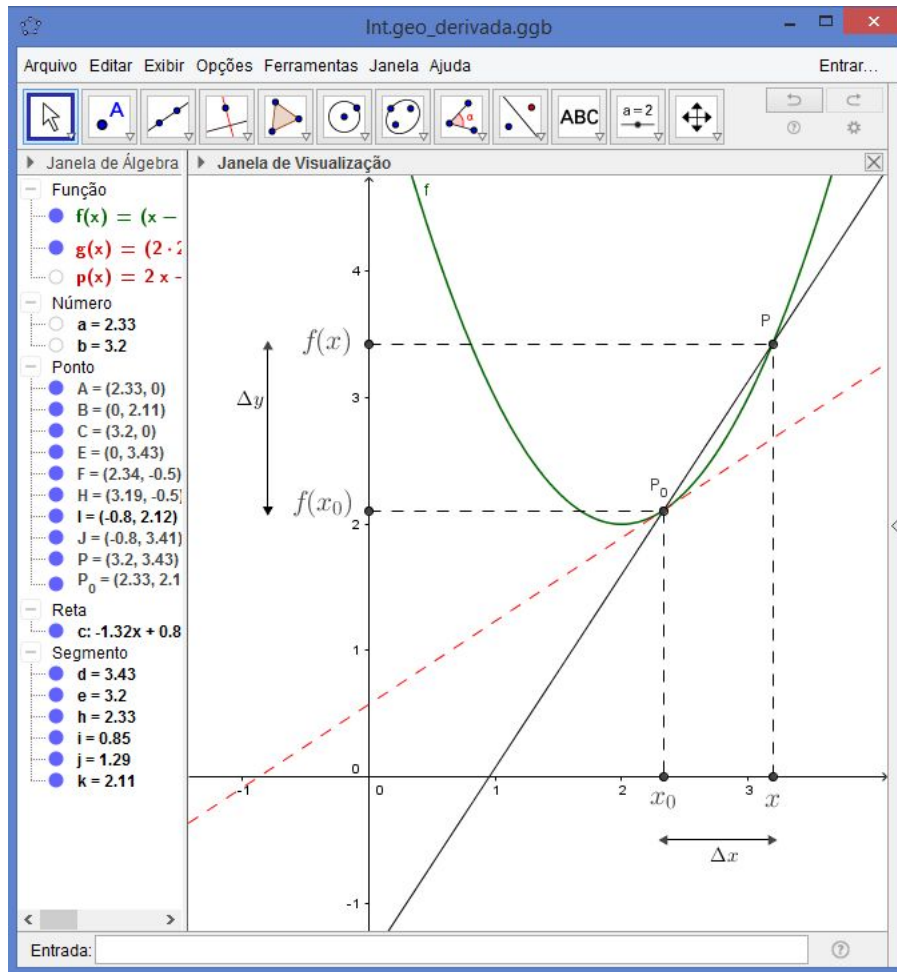 Int.geo_derivada.ggb
Arquivo Editar Exibir Opções Ferramentas Janela Ajuda Entrar...
A α ABC a=2
Janela de Álgebra
Função
f(x) = (x −
g(x) = (2 · 2
p(x) = 2 x −
Número
a = 2.33
b = 3.2
Ponto
A = (2.33, 0)
B = (0, 2.11)
C = (3.2, 0)
E = (0, 3.43)
F = (2.34, -0.5)
H = (3.19, -0.5)
I = (-0.8, 2.12)
J = (-0.8, 3.41)
P = (3.2, 3.43)
P₀ = (2.33, 2.1
Reta
c: -1.32x + 0.8
Segmento
d = 3.43
e = 3.2
h = 2.33
i = 0.85
j = 1.29
k = 2.11
Janela de Visualização
f
4
P
f(x)
3
Δy
P₀
f(x₀)
2
1
0
-1 0 1 2 3
x₀ x
Δx
-1
Entrada: